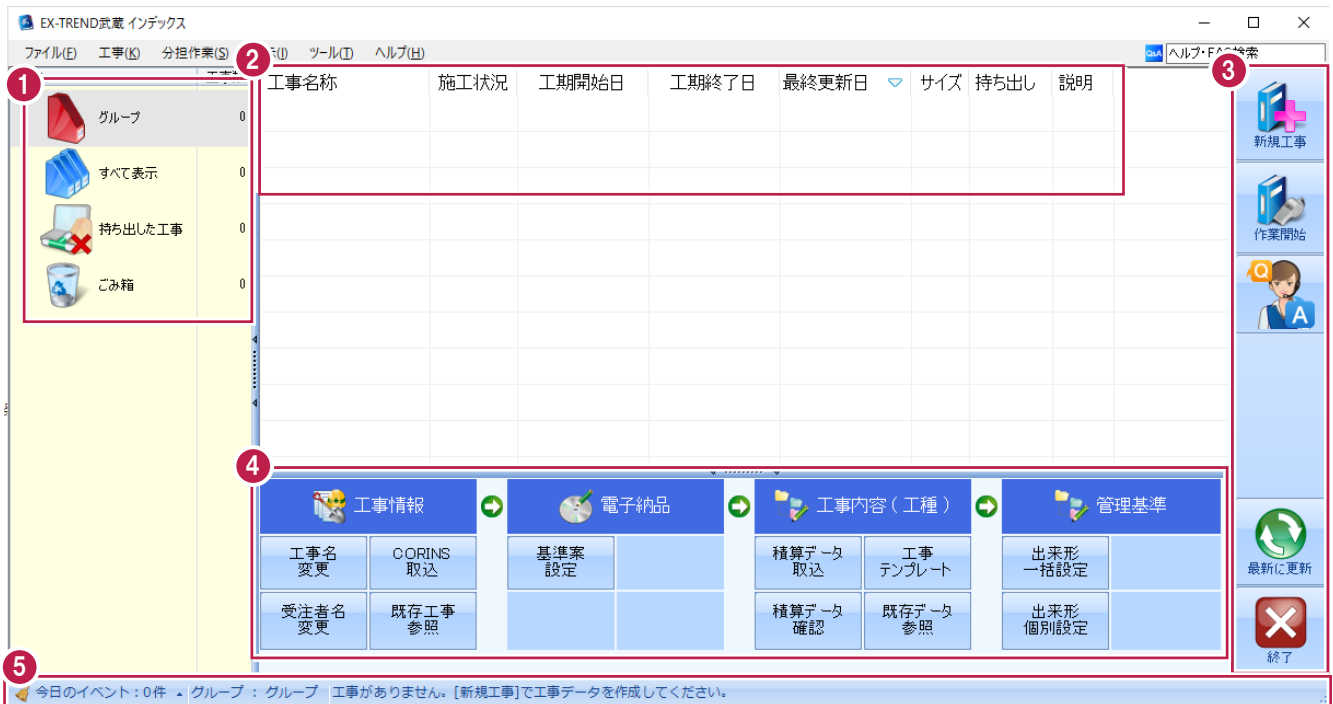 EX-TREND武蔵 インデックス
ファイル(F) 工事(K) 分担作業(S) (I) ツール(T) ヘルプ(H)
Q&A ヘルプ・FAQ検索
1
2
3
工事名称 施工状況 工期開始日 工期終了日 最終更新日 サイズ 持ち出し 説明
グループ 0
すべて表示 0
持ち出した工事 0
ごみ箱 0
新規工事
作業開始
Q
A
最新に更新
終了
4
工事情報 電子納品 工事内容(工種) 管理基準
工事名変更 CORINS取込 基準案設定 積算データ取込 工事テンプレート 出来形一括設定
受注者名変更 既存工事参照 積算データ確認 既存データ参照 出来形個別設定
5
今日のイベント:0件 グループ : グループ 工事がありません。[新規工事]で工事データを作成してください。